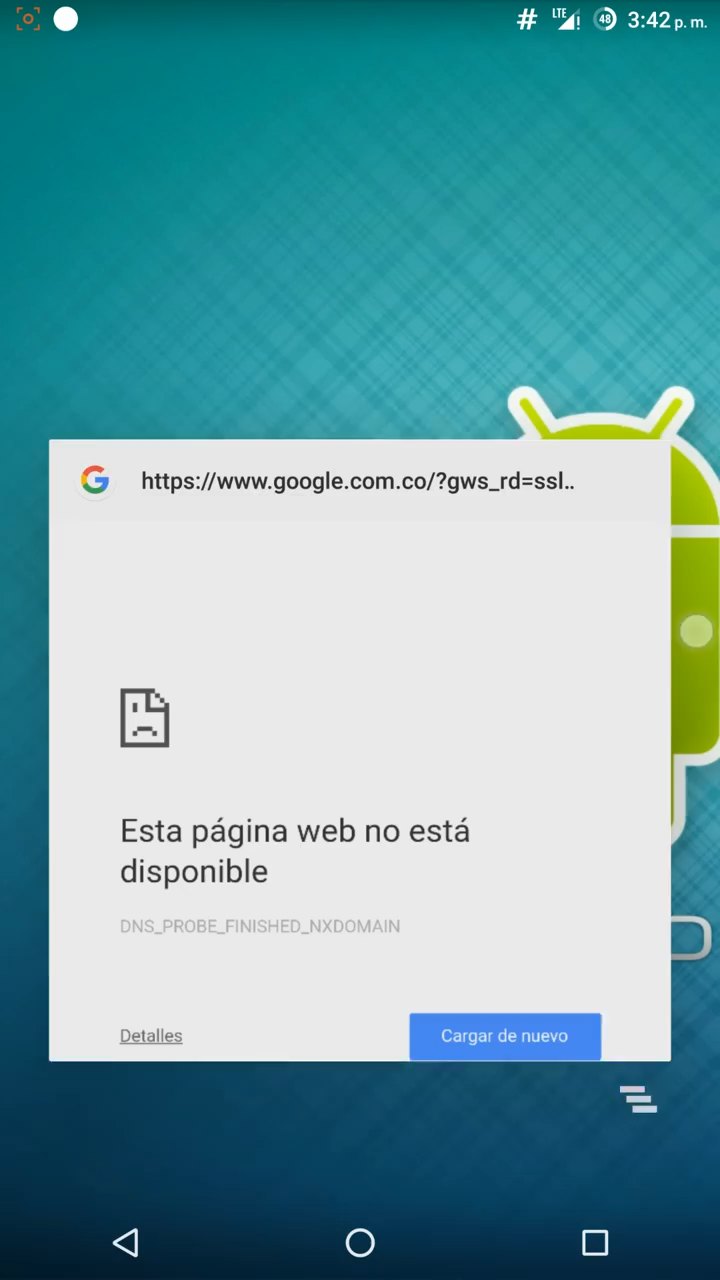 # LTE ! 48 3:42 p. m.
https://www.google.com.co/?gws_rd=ssl..
Esta página web no está
disponible
DNS_PROBE_FINISHED_NXDOMAIN
Detalles Cargar de nuevo